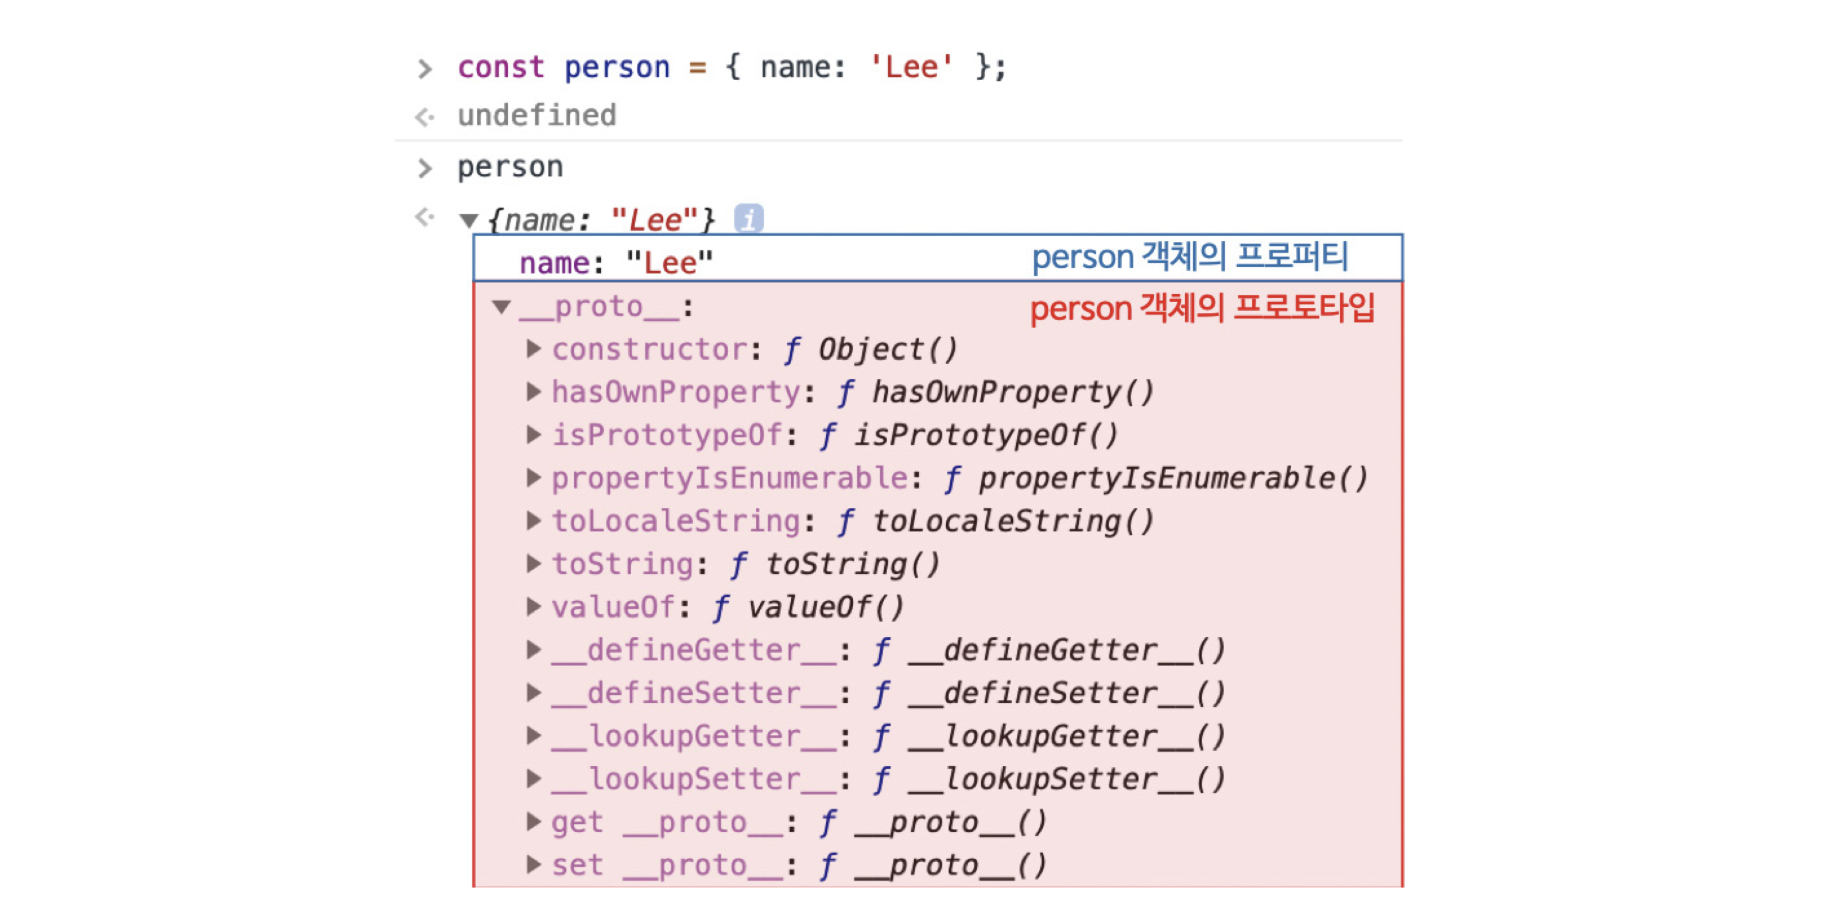 > const person = { name: 'Lee' };
undefined
> person
▼{name: "Lee"} i
name: "Lee" person 객체의 프로퍼티
▼__proto__: person 객체의 프로토타입
▶constructor: ƒ Object()
▶hasOwnProperty: ƒ hasOwnProperty()
▶isPrototypeOf: ƒ isPrototypeOf()
▶propertyIsEnumerable: ƒ propertyIsEnumerable()
▶toLocaleString: ƒ toLocaleString()
▶toString: ƒ toString()
▶valueOf: ƒ valueOf()
▶__defineGetter__: ƒ __defineGetter__()
▶__defineSetter__: ƒ __defineSetter__()
▶__lookupGetter__: ƒ __lookupGetter__()
▶__lookupSetter__: ƒ __lookupSetter__()
▶get __proto__: ƒ __proto__()
▶set __proto__: ƒ __proto__()